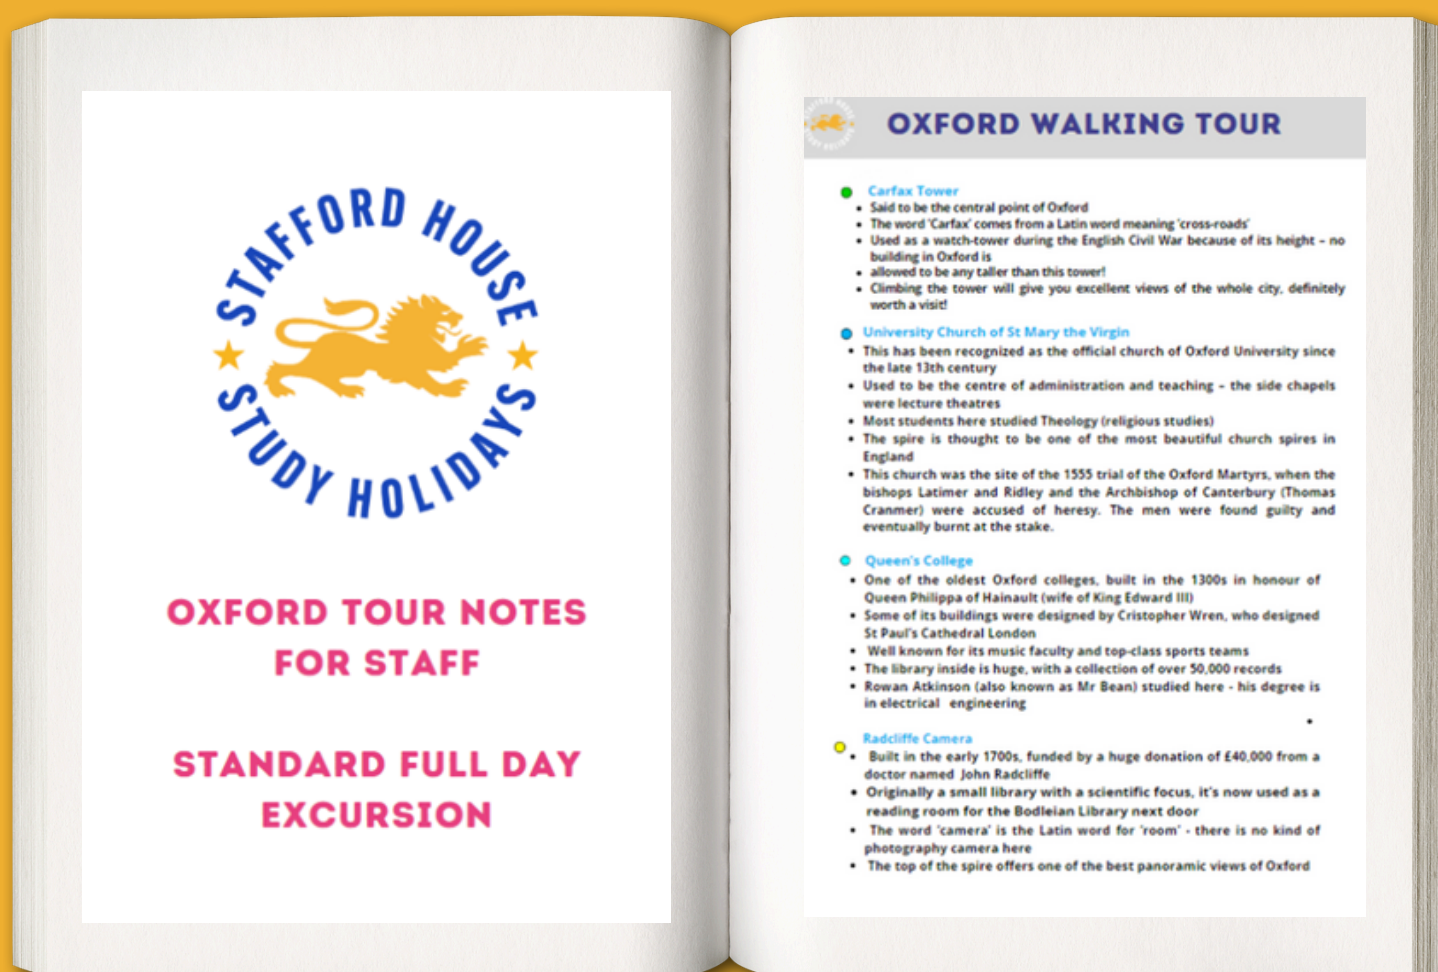 STAFFORD HOUSE
STUDY HOLIDAYS
OXFORD TOUR NOTES
FOR STAFF
STANDARD FULL DAY
EXCURSION
OXFORD WALKING TOUR
Carfax Tower
• Said to be the central point of Oxford
• The word 'Carfax' comes from a Latin word meaning 'cross-roads'
• Used as a watch-tower during the English Civil War because of its height – no
building in Oxford is
• allowed to be any taller than this tower!
• Climbing the tower will give you excellent views of the whole city, definitely
worth a visit!
University Church of St Mary the Virgin
• This has been recognized as the official church of Oxford University since
the late 13th century
• Used to be the centre of administration and teaching – the side chapels
were lecture theatres
• Most students here studied Theology (religious studies)
• The spire is thought to be one of the most beautiful church spires in
England
• This church was the site of the 1555 trial of the Oxford Martyrs, when the
bishops Latimer and Ridley and the Archbishop of Canterbury (Thomas
Cranmer) were accused of heresy. The men were found guilty and
eventually burnt at the stake.
Queen's College
• One of the oldest Oxford colleges, built in the 1300s in honour of
Queen Philippa of Hainault (wife of King Edward III)
• Some of its buildings were designed by Cristopher Wren, who designed
St Paul's Cathedral London
• Well known for its music faculty and top-class sports teams
• The library inside is huge, with a collection of over 50,000 records
• Rowan Atkinson (also known as Mr Bean) studied here - his degree is
in electrical engineering
•
Radcliffe Camera
• Built in the early 1700s, funded by a huge donation of £40,000 from a
doctor named John Radcliffe
• Originally a small library with a scientific focus, it's now used as a
reading room for the Bodleian Library next door
• The word 'camera' is the Latin word for 'room' - there is no kind of
photography camera here
• The top of the spire offers one of the best panoramic views of Oxford